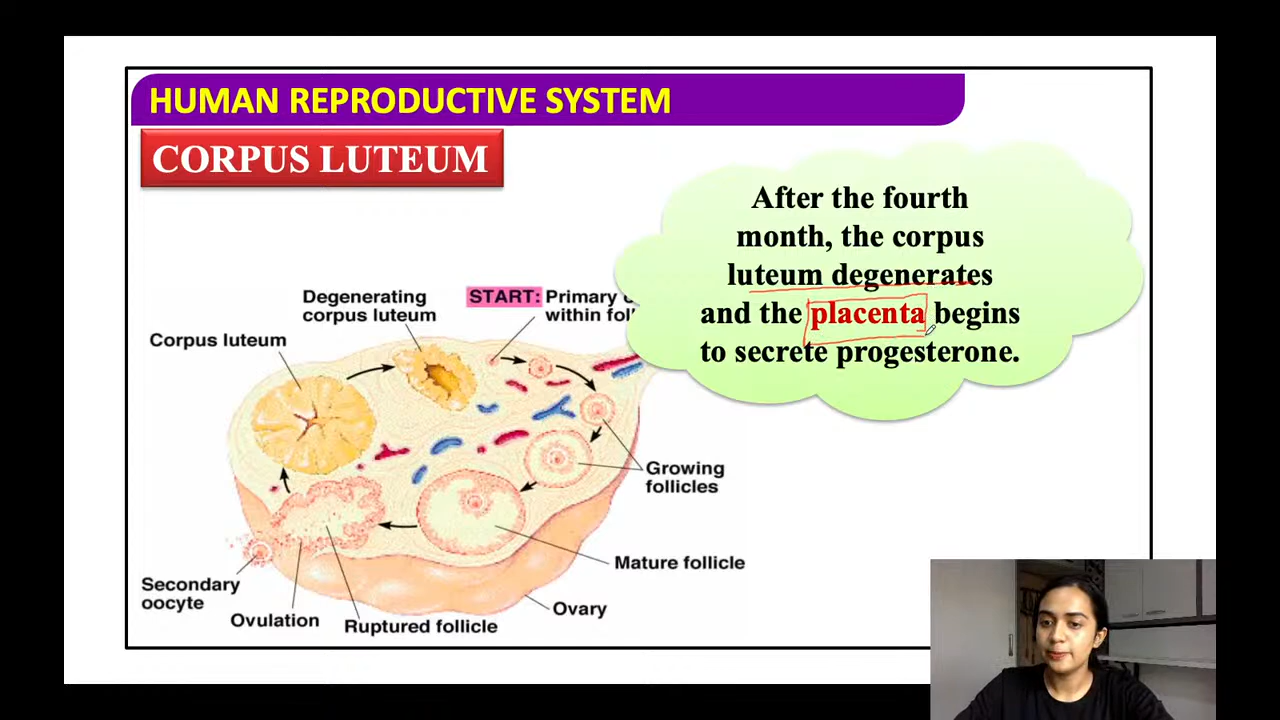 HUMAN REPRODUCTIVE SYSTEM
CORPUS LUTEUM
After the fourth
month, the corpus
luteum degenerates
and the placenta begins
to secrete progesterone.
Degenerating
corpus luteum
START: Primary
within
Corpus luteum
Growing
follicles
Mature follicle
Secondary
oocyte
Ovulation
Ruptured follicle
Ovary